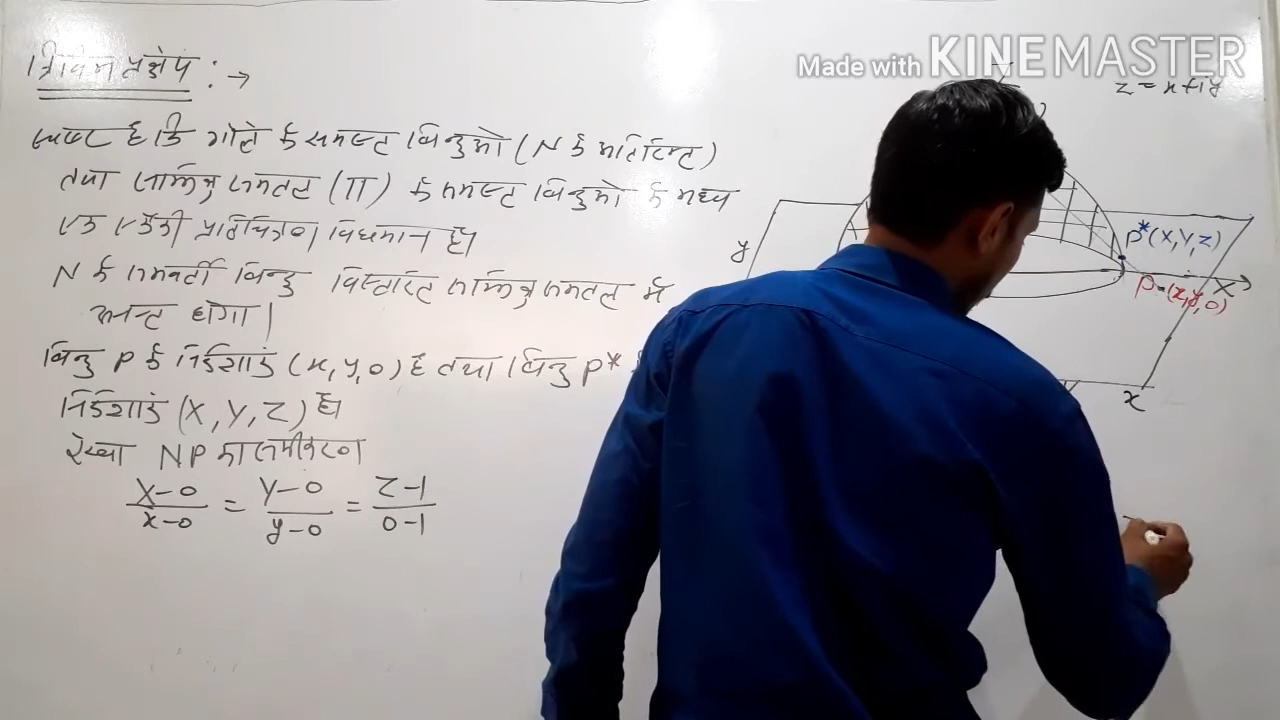 त्रिविम प्रक्षेप :→
स्पष्ट है कि गोले के समस्त बिन्दुओ (N के अतिरिक्त)
तथा सम्मिश्र समतल (π) के समस्त बिन्दुओ के मध्य
एक एकैकी प्रतिचित्रण विद्यमान है।
N के समवर्ती बिन्दु विस्तारित सम्मिश्र समतल मे
अनन्त होगा।
बिन्दु P के निर्देशांक (x, y, 0) है तथा बिन्दु P*
निर्देशांक (X, Y, Z) है।
रेखा NP का समीकरण
X-0/x-0 = Y-0/y-0 = Z-1/0-1
Made with KINEMASTER
z = x+iy
y
P*(X,Y,Z)
X
P (x,y,0)
x